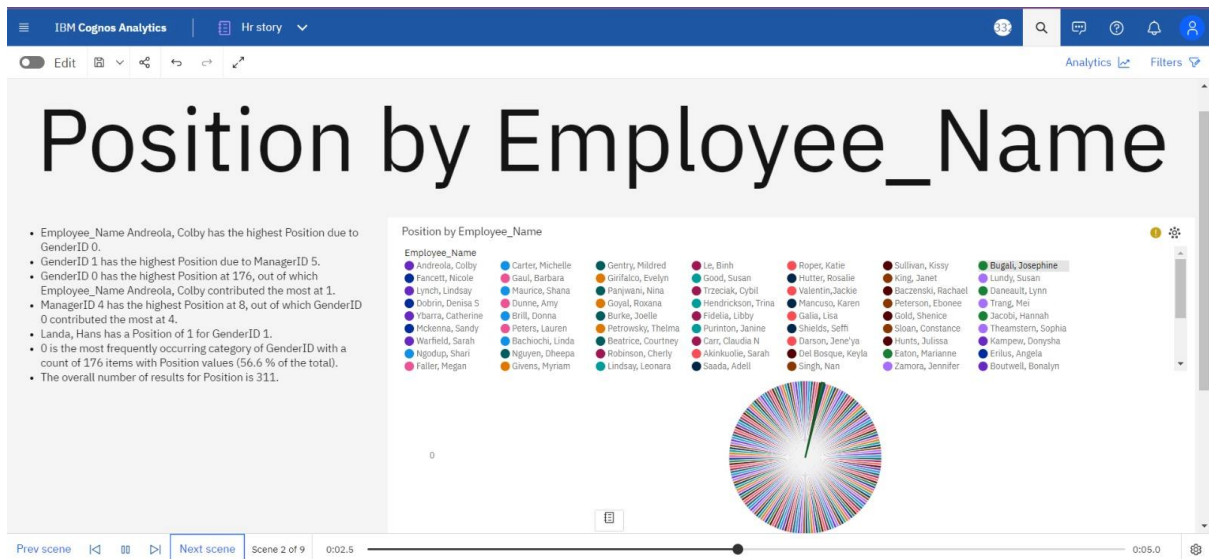 IBM Cognos Analytics
Hr story
Edit
Analytics
Filters
Position by Employee_Name
• Employee_Name Andreola, Colby has the highest Position due to
GenderID 0.
• GenderID 1 has the highest Position due to ManagerID 5.
• GenderID 0 has the highest Position at 176, out of which
Employee_Name Andreola, Colby contributed the most at 1.
• ManagerID 4 has the highest Position at 8, out of which GenderID
0 contributed the most at 4.
• Landa, Hans has a Position of 1 for GenderID 1.
• 0 is the most frequently occurring category of GenderID with a
count of 176 items with Position values (56.6 % of the total).
• The overall number of results for Position is 311.
Position by Employee_Name
Employee_Name
Andreola, Colby Carter, Michelle Gentry, Mildred Le, Binh Roper, Katie Sullivan, Kissy Bugali, Josephine
Fancett, Nicole Gaul, Barbara Girifalco, Evelyn Good, Susan Hutter, Rosalie King, Janet Lundy, Susan
Lynch, Lindsay Maurice, Shana Panjwani, Nina Trzeciak, Cybil Valentin,Jackie Baczenski, Rachael Daneault, Lynn
Dobrin, Denisa S Dunne, Amy Goyal, Roxana Hendrickson, Trina Mancuso, Karen Peterson, Ebonee Trang, Mei
Ybarra, Catherine Brill, Donna Burke, Joelle Fidelia, Libby Galia, Lisa Gold, Shenice Jacobi, Hannah
Mckenna, Sandy Peters, Lauren Petrowsky, Thelma Purinton, Janine Shields, Seffi Sloan, Constance Theamstern, Sophia
Warfield, Sarah Bachiochi, Linda Beatrice, Courtney Carr, Claudia N Darson, Jene'ya Hunts, Julissa Kampew, Donysha
Ngodup, Shari Nguyen, Dheepa Robinson, Cherly Akinkuolie, Sarah Del Bosque, Keyla Eaton, Marianne Erilus, Angela
Faller, Megan Givens, Myriam Lindsay, Leonara Saada, Adell Singh, Nan Zamora, Jennifer Boutwell, Bonalyn
0
Prev scene Next scene Scene 2 of 9 0:02.5 0:05.0